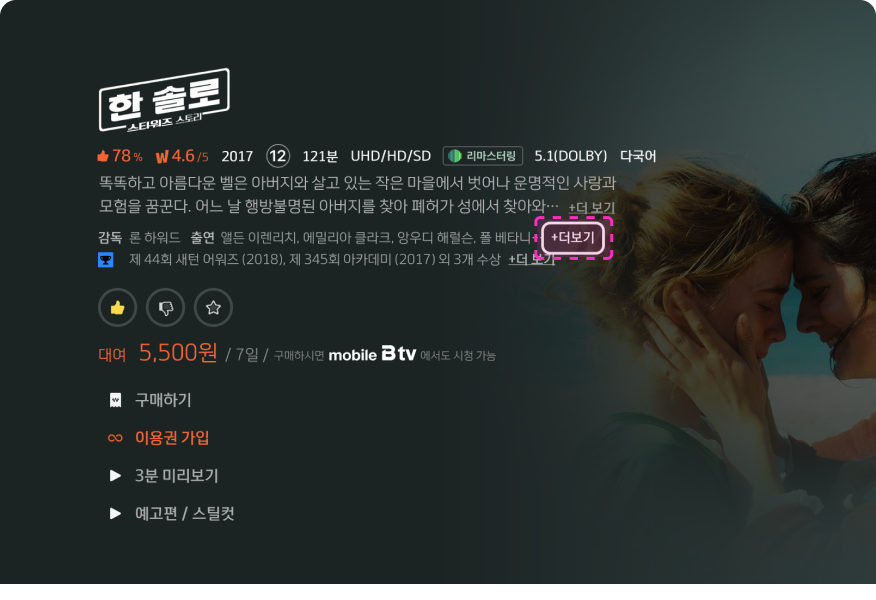 한 솔로
스타워즈 스토리
78% W 4.6/5 2017 12 121분 UHD/HD/SD 리마스터링 5.1(DOLBY) 다국어
똑똑하고 아름다운 벨은 아버지와 살고 있는 작은 마을에서 벗어나 운명적인 사랑과
모험을 꿈꾼다. 어느 날 행방불명된 아버지를 찾아 폐허가 성에서 찾아와… +더 보기
감독 론 하워드 출연 앨든 이렌리치, 에밀리아 클라크, 앙우디 해럴슨, 폴 베타니 +더보기
제 44회 새턴 어워즈 (2018), 제 345회 아카데미 (2017) 외 3개 수상 +더 보기
대여 5,500원 / 7일 / 구매하시면 mobile B tv 에서도 시청 가능
구매하기
이용권 가입
3분 미리보기
예고편 / 스틸컷